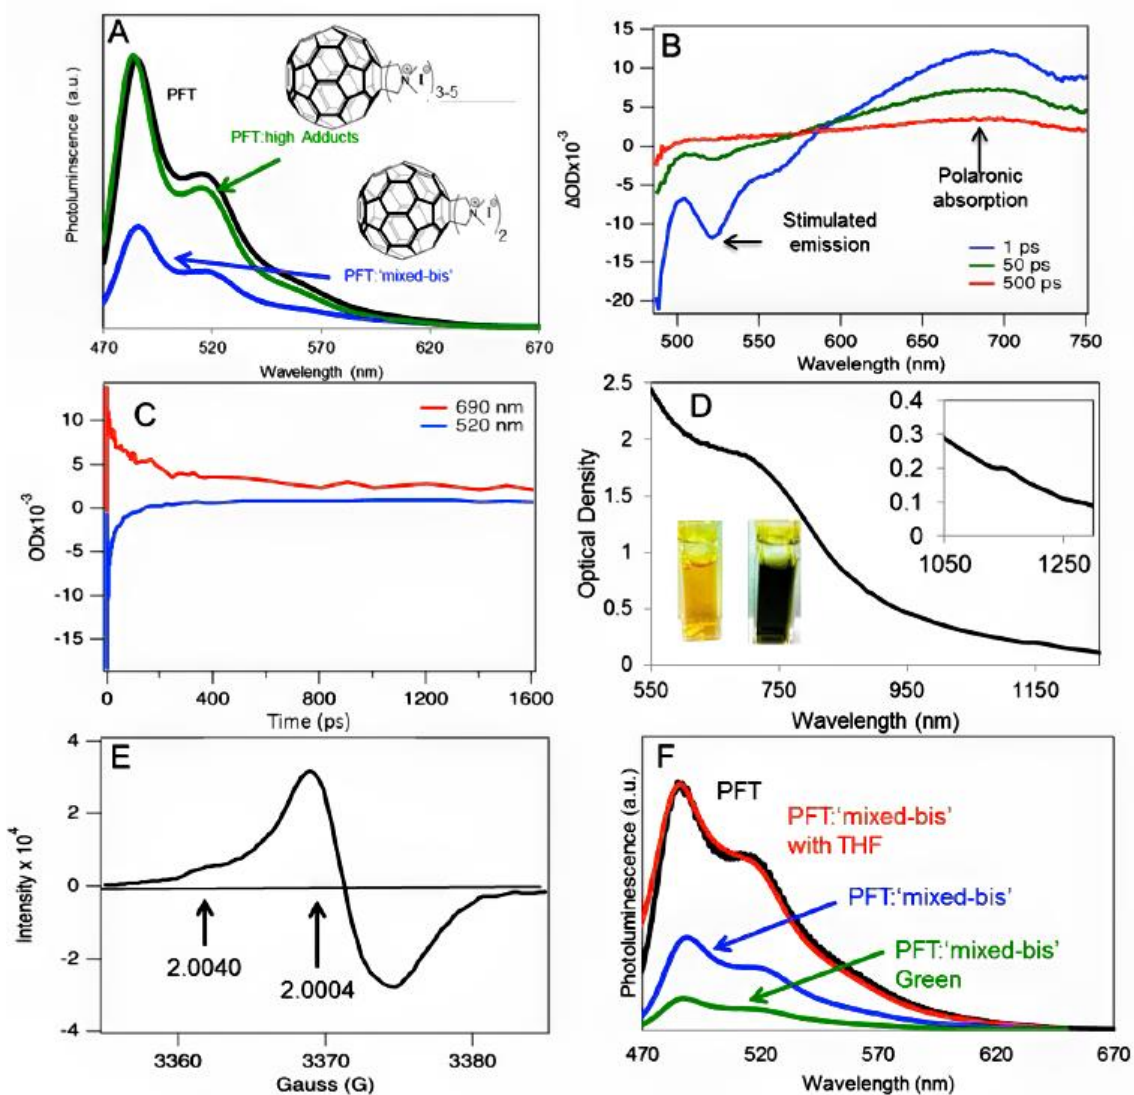 A
PFT
N
I
⊕
⊖
3-5
PFT:high Adducts
N
I
⊕
⊖
2
PFT:'mixed-bis'
Photoluminescence (a.u.)
470
520
570
620
670
Wavelength (nm)
B
15
10
5
0
-5
-10
-15
-20
ΔODx10⁻³
Polaronic
absorption
Stimulated
emission
1 ps
50 ps
500 ps
500
550
600
650
700
750
Wavelength (nm)
C
690 nm
520 nm
10
5
0
-5
-10
-15
ODx10⁻³
0
400
800
1200
1600
Time (ps)
D
2.5
2
1.5
1
0.5
0
Optical Density
0.4
0.3
0.2
0.1
0
1050
1250
550
750
950
1150
Wavelength (nm)
E
4
2
0
-2
-4
Intensity x 10⁴
2.0040
2.0004
3360
3370
3380
Gauss (G)
F
PFT
PFT:'mixed-bis'
with THF
PFT:'mixed-bis'
PFT:'mixed-bis'
Green
Photoluminescence (a.u.)
470
520
570
620
670
Wavelength (nm)